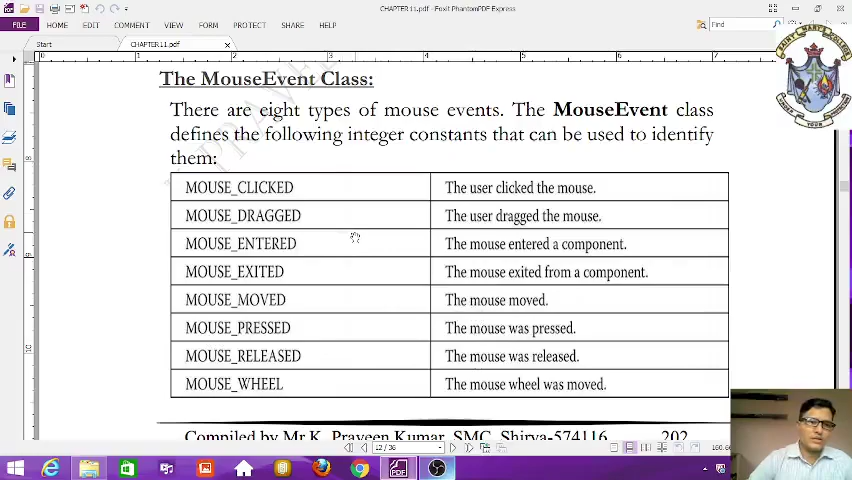 CHAPTER11.pdf - Foxit PhantomPDF Express
FILE HOME EDIT COMMENT VIEW FORM PROTECT SHARE HELP
Find
Start CHAPTER11.pdf
The MouseEvent Class:
There are eight types of mouse events. The MouseEvent class
defines the following integer constants that can be used to identify
them:
MOUSE_CLICKED The user clicked the mouse.
MOUSE_DRAGGED The user dragged the mouse.
MOUSE_ENTERED The mouse entered a component.
MOUSE_EXITED The mouse exited from a component.
MOUSE_MOVED The mouse moved.
MOUSE_PRESSED The mouse was pressed.
MOUSE_RELEASED The mouse was released.
MOUSE_WHEEL The mouse wheel was moved.
Compiled by Mr.K. Praveen Kumar, SMC, Shirva-574116 202
12 / 36